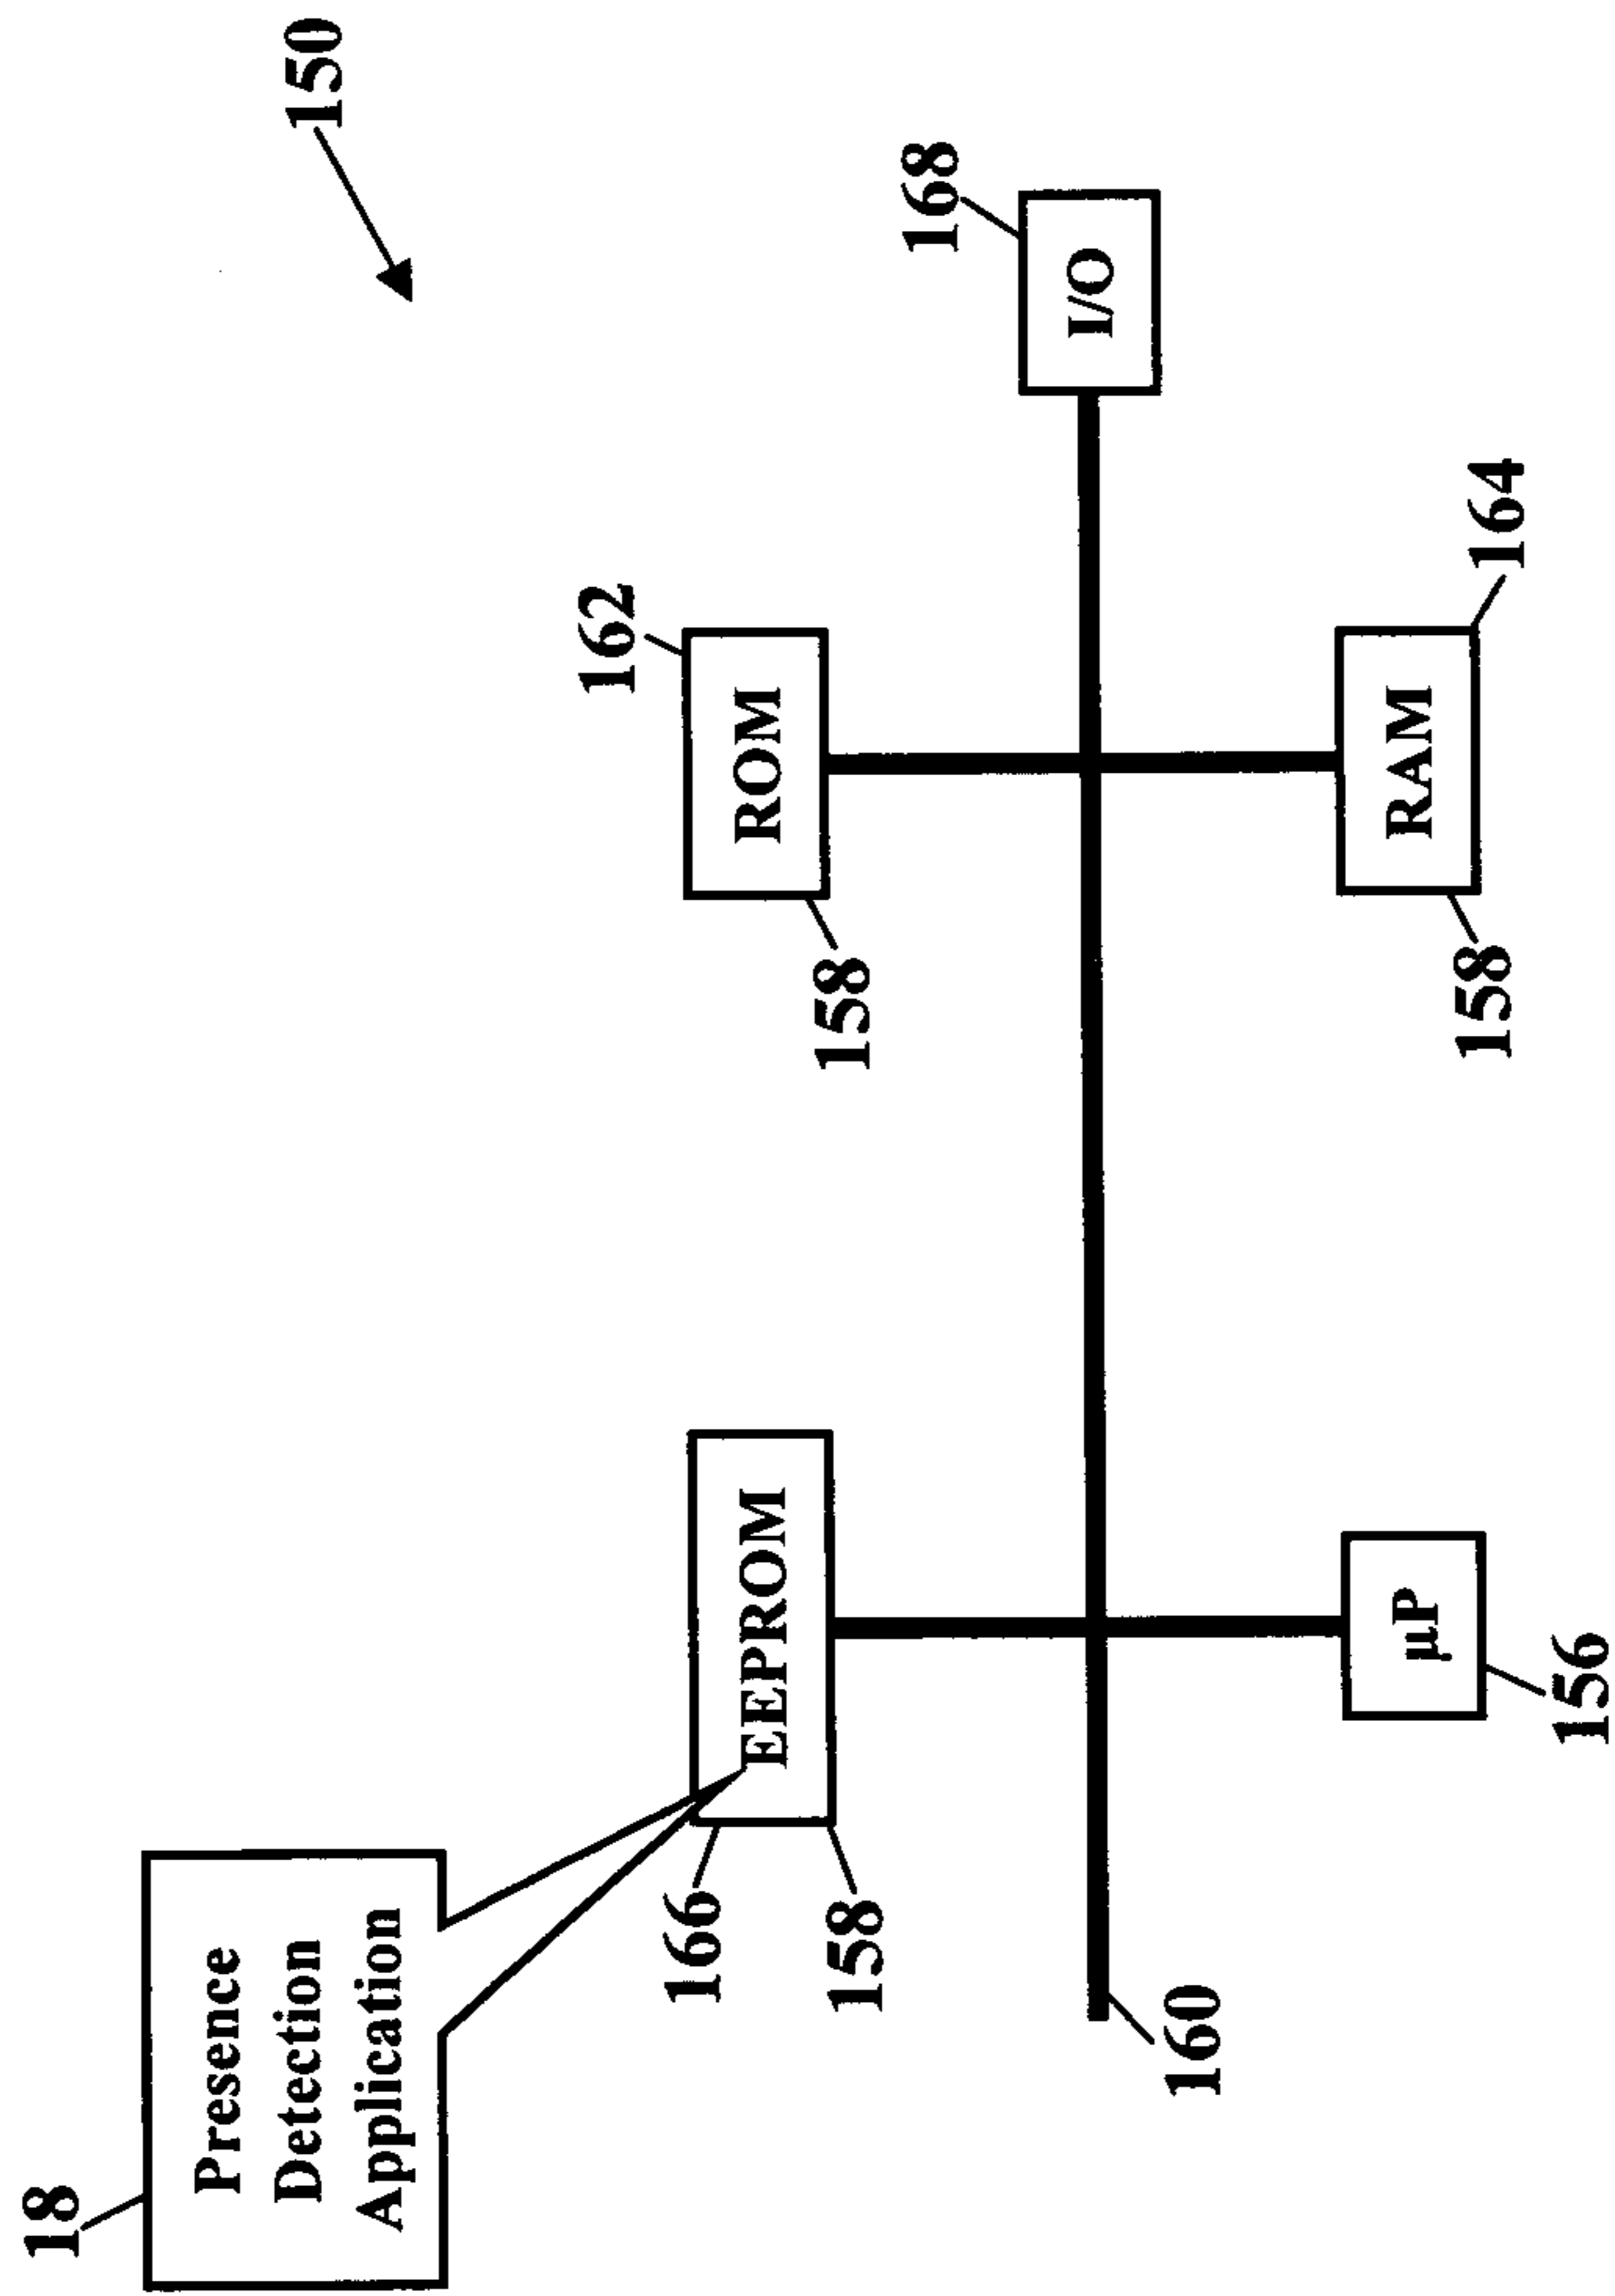 150
18
Presence
Detection
Application
166
EEPROM
158
162
ROM
158
168
I/O
160
156
µP
164
RAM
158